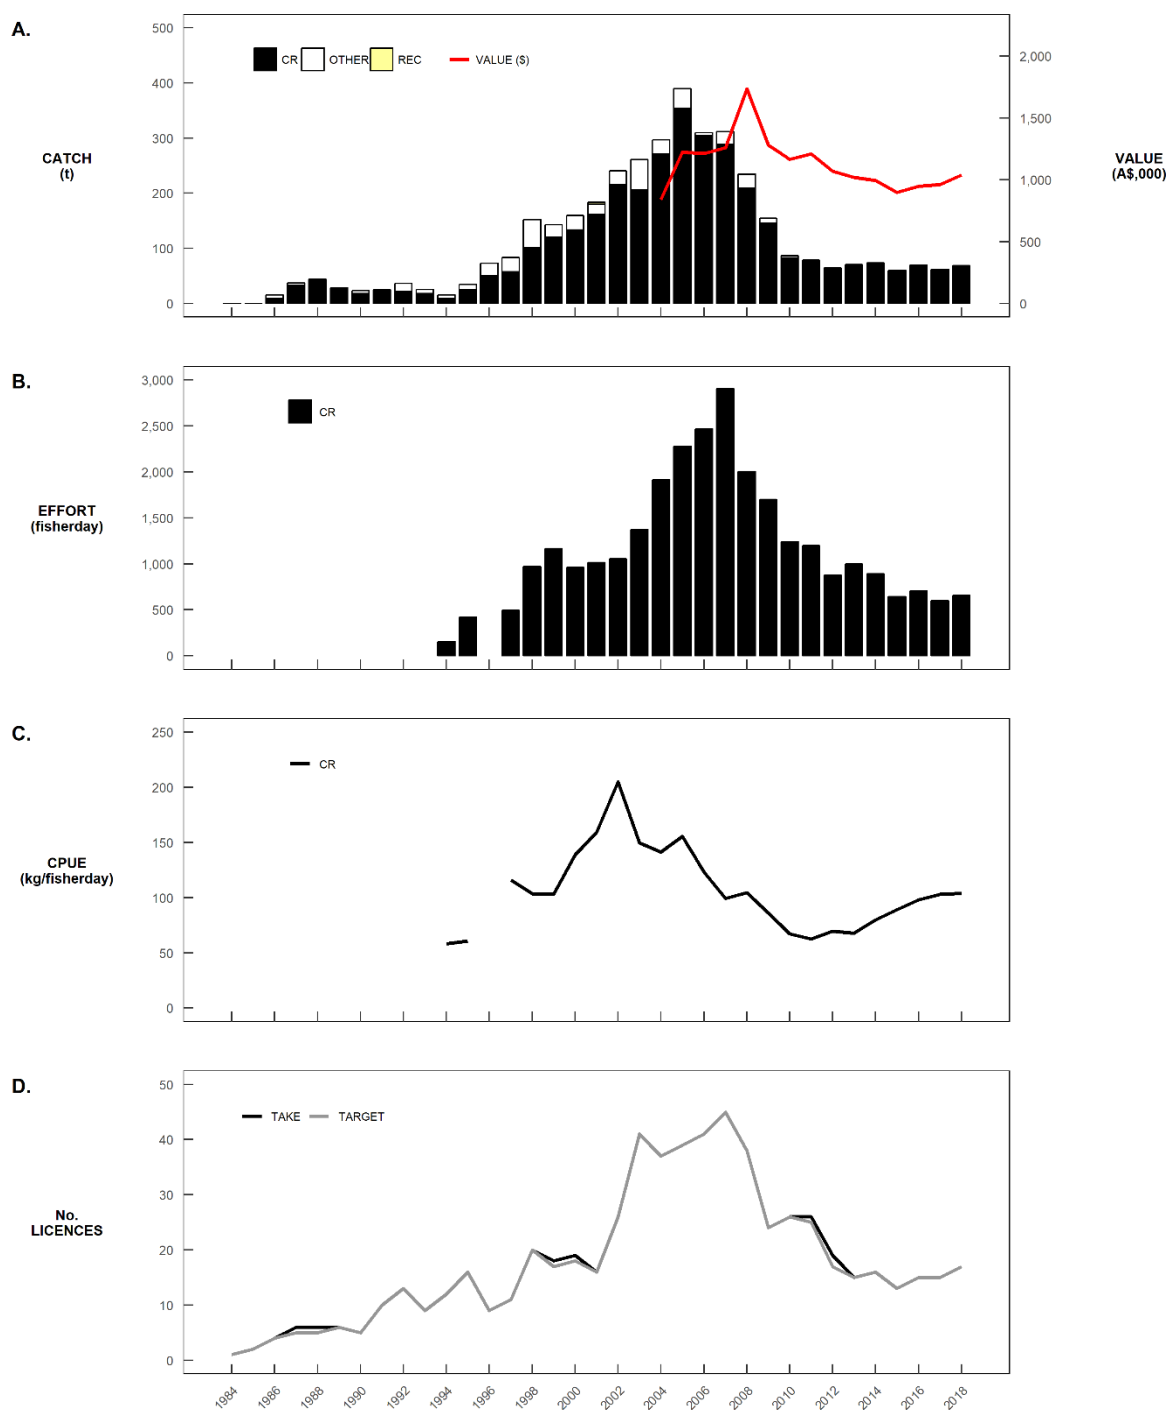 A.
CATCH
(t)
500
400
300
200
100
0
CR OTHER REC VALUE ($)
2,000
1,500
1,000
500
0
VALUE
(A$,000)
B.
EFFORT
(fisherday)
3,000
2,500
2,000
1,500
1,000
500
0
CR
C.
CPUE
(kg/fisherday)
250
200
150
100
50
0
CR
D.
No.
LICENCES
50
40
30
20
10
0
TAKE TARGET
1984 1986 1988 1990 1992 1994 1996 1998 2000 2002 2004 2006 2008 2010 2012 2014 2016 2018